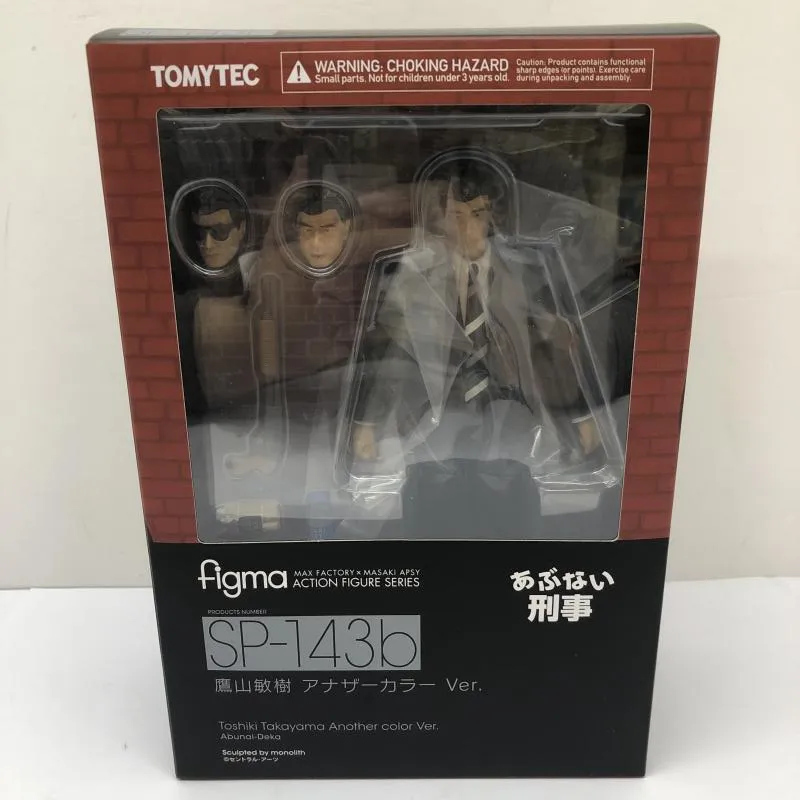 TOMYTEC
WARNING: CHOKING HAZARD
Small parts. Not for children under 3 years old.
Caution: Product contains functional
sharp edges (or points). Exercise care
during unpacking and assembly.
figma
MAX FACTORY × MASAKI APSY
ACTION FIGURE SERIES
あぶない
刑事
PRODUCTS NUMBER
SP-143b
鷹山敏樹 アナザーカラー Ver.
Toshiki Takayama Another color Ver.
Abunai-Deka
Sculpted by monolith
©セントラル・アーツ